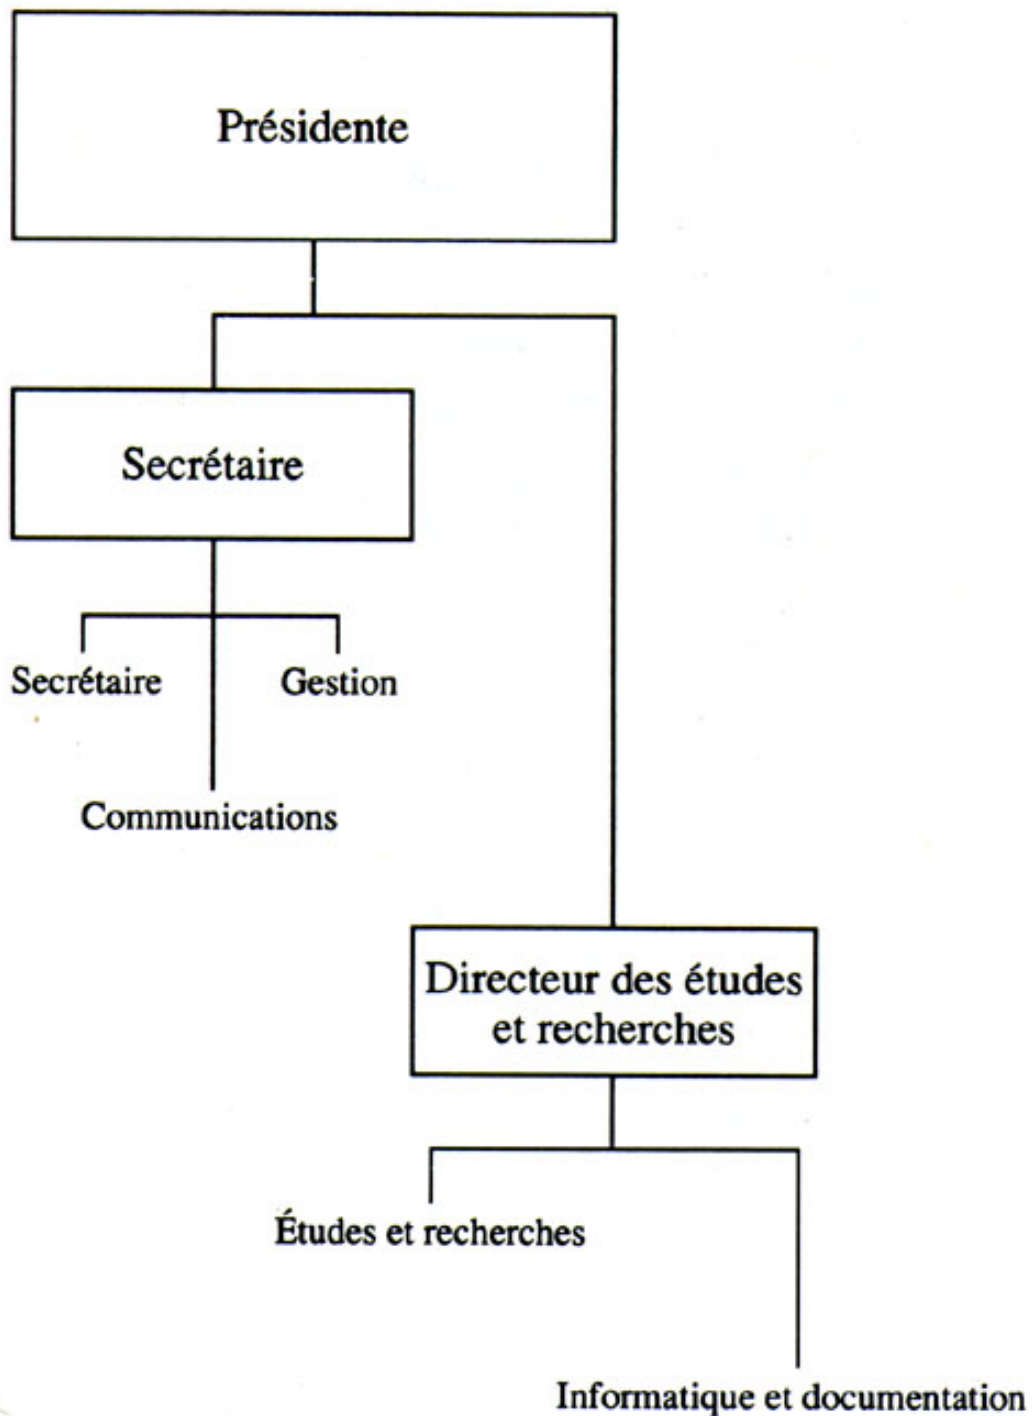 Présidente
Secrétaire
Secrétaire
Gestion
Communications
Directeur des études
et recherches
Études et recherches
Informatique et documentation